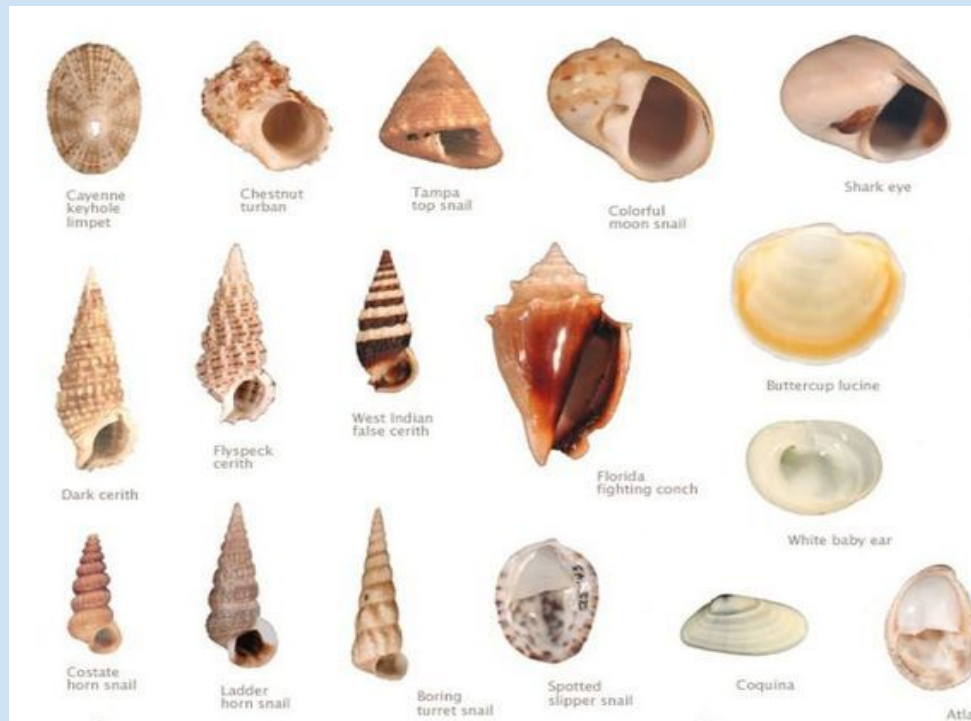 Cayenne
keyhole
limpet
Chestnut
turban
Tampa
top snail
Colorful
moon snail
Shark eye
Dark cerith
Flyspeck
cerith
West Indian
false cerith
Florida
fighting conch
Buttercup lucine
White baby ear
Costate
horn snail
Ladder
horn snail
Boring
turret snail
Spotted
slipper snail
Coquina